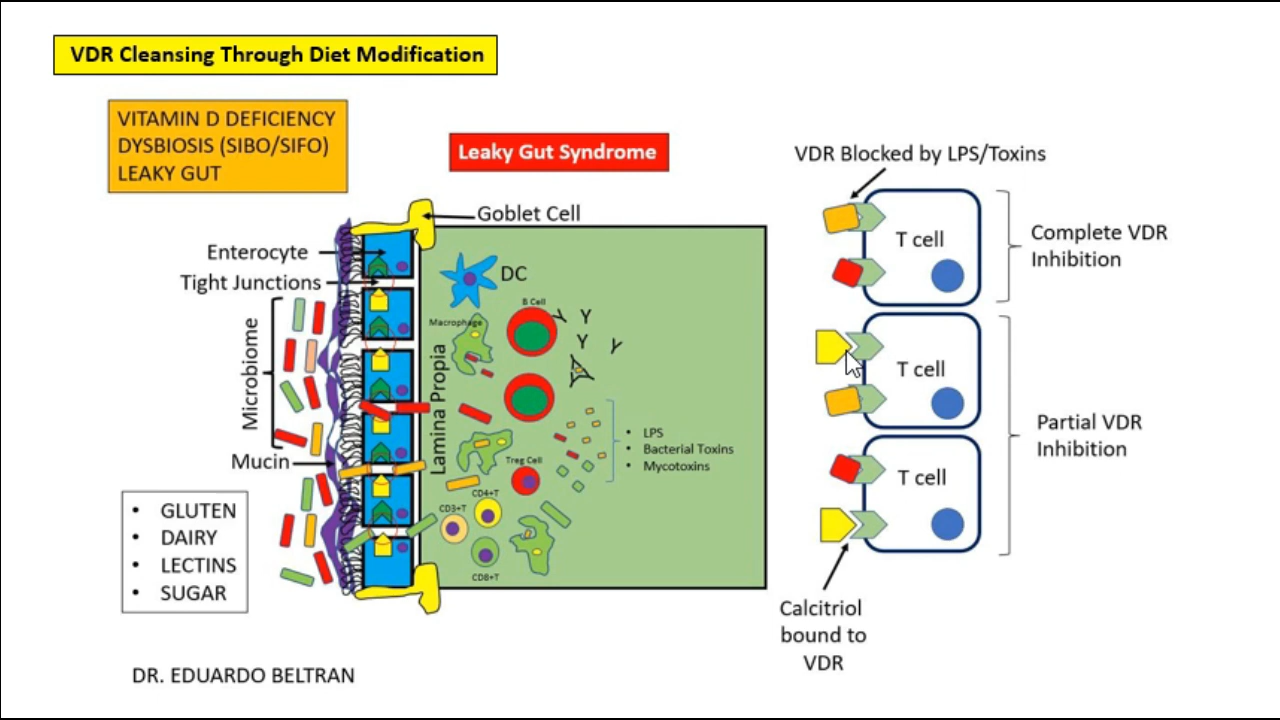 VDR Cleansing Through Diet Modification
VITAMIN D DEFICIENCY
DYSBIOSIS (SIBO/SIFO)
LEAKY GUT
Leaky Gut Syndrome
VDR Blocked by LPS/Toxins
Goblet Cell
Enterocyte
Tight Junctions
Microbiome
Mucin
DC
B Cell
Macrophage
Lamina Propia
• LPS
• Bacterial Toxins
• Mycotoxins
Treg Cell
CD4+T
CD3+T
CD8+T
T cell
Complete VDR
Inhibition
T cell
T cell
Partial VDR
Inhibition
Calcitriol
bound to
VDR
• GLUTEN
• DAIRY
• LECTINS
• SUGAR
DR. EDUARDO BELTRAN